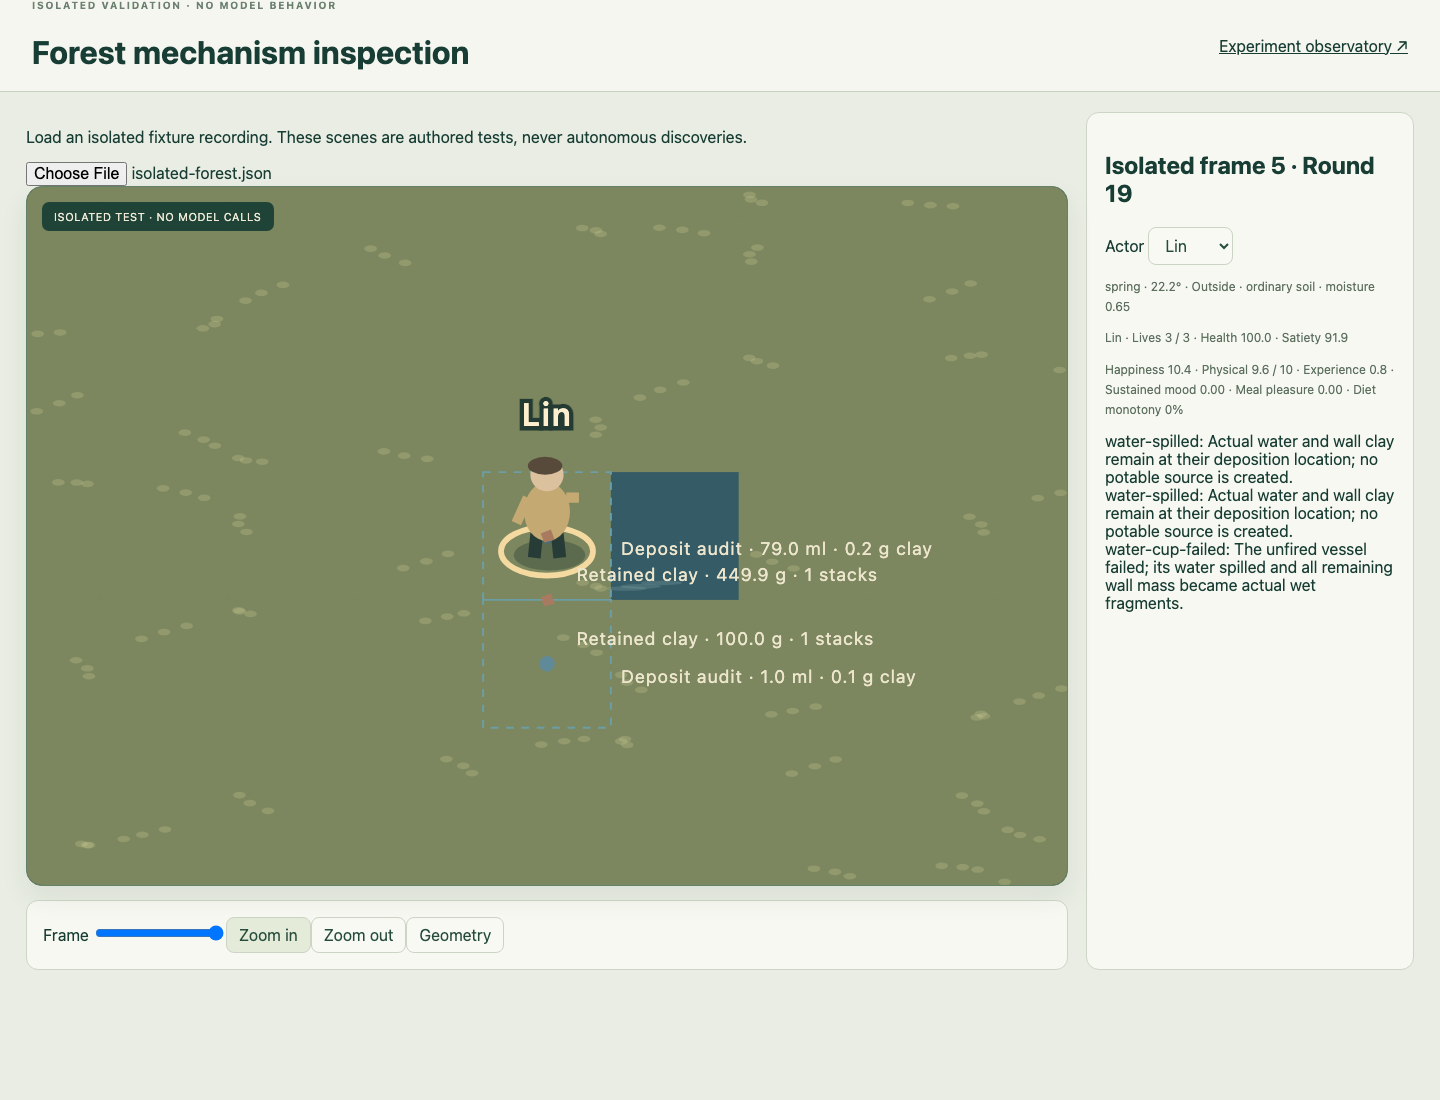 ISOLATED VALIDATION · NO MODEL BEHAVIOR
Forest mechanism inspection
Experiment observatory ↗
Load an isolated fixture recording. These scenes are authored tests, never autonomous discoveries.
Choose File isolated-forest.json
ISOLATED TEST · NO MODEL CALLS
Lin
Deposit audit · 79.0 ml · 0.2 g clay
Retained clay · 449.9 g · 1 stacks
Retained clay · 100.0 g · 1 stacks
Deposit audit · 1.0 ml · 0.1 g clay
Frame Zoom in Zoom out Geometry
Isolated frame 5 · Round
19
Actor Lin
spring · 22.2° · Outside · ordinary soil · moisture
0.65
Lin · Lives 3 / 3 · Health 100.0 · Satiety 91.9
Happiness 10.4 · Physical 9.6 / 10 · Experience 0.8 ·
Sustained mood 0.00 · Meal pleasure 0.00 · Diet
monotony 0%
water-spilled: Actual water and wall clay
remain at their deposition location; no
potable source is created.
water-spilled: Actual water and wall clay
remain at their deposition location; no
potable source is created.
water-cup-failed: The unfired vessel
failed; its water spilled and all remaining
wall mass became actual wet
fragments.